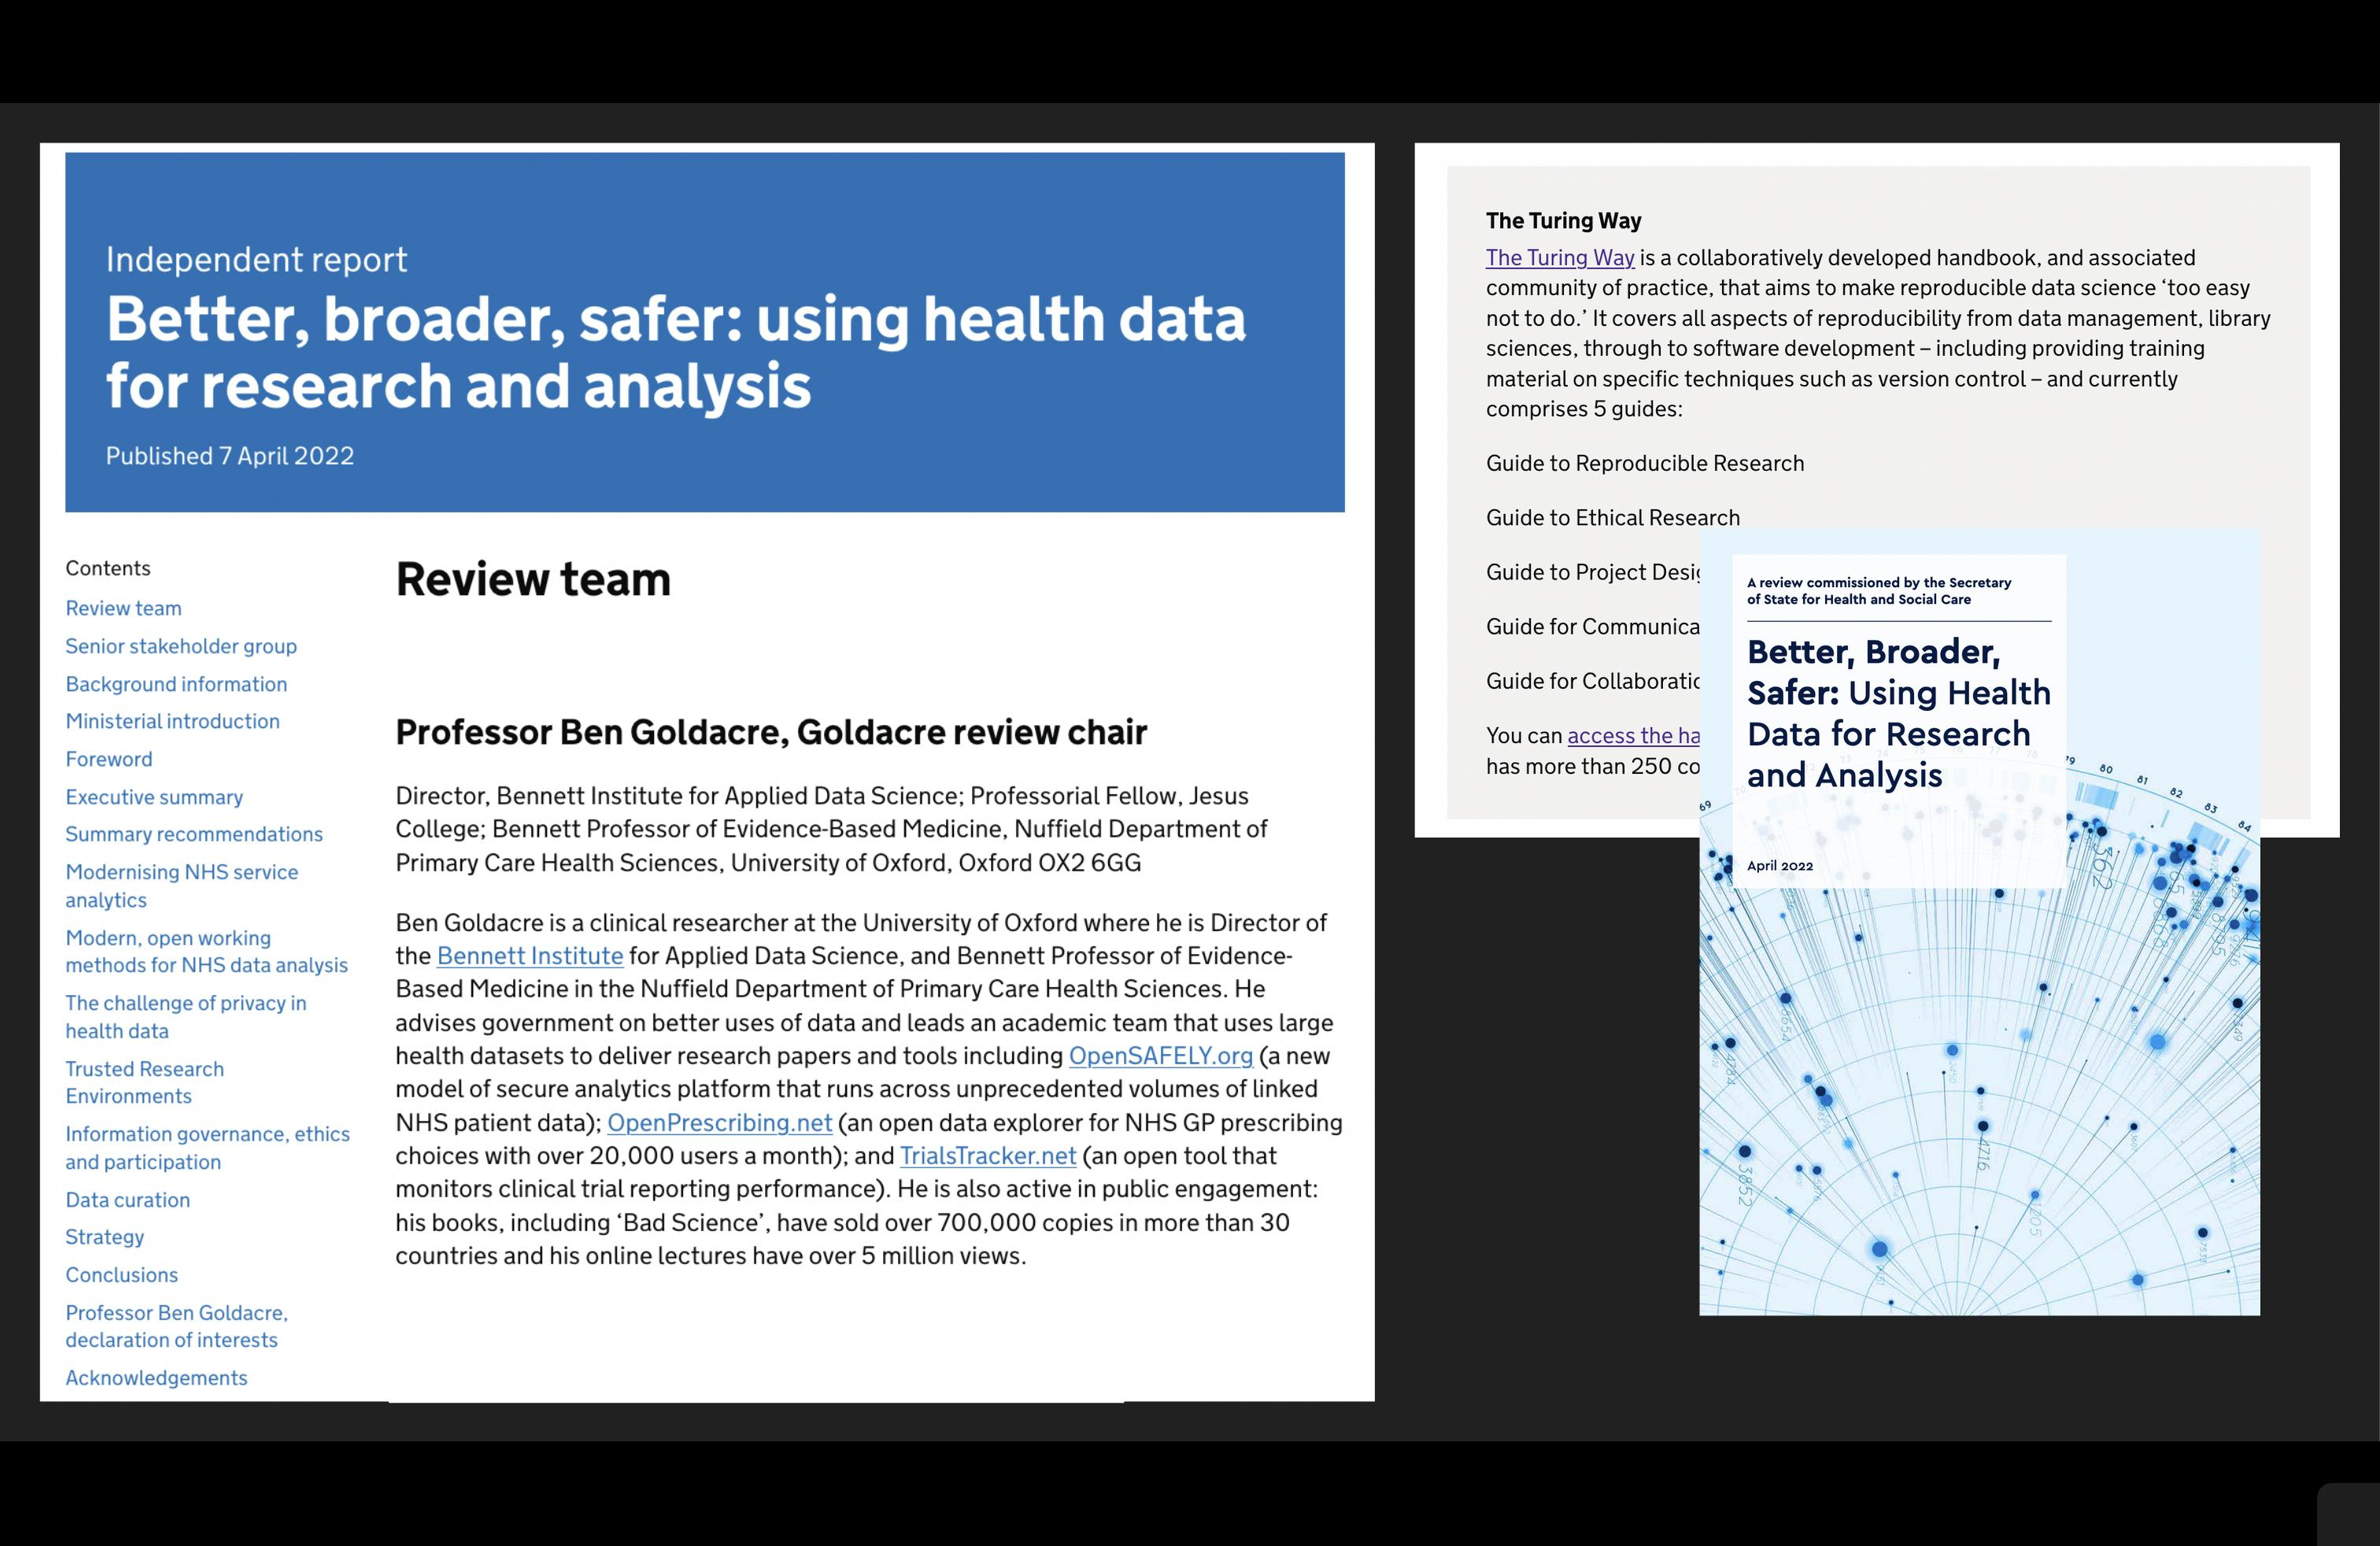 Independent report
Better, broader, safer: using health data
for research and analysis
Published 7 April 2022
Contents
Review team
Senior stakeholder group
Background information
Ministerial introduction
Foreword
Executive summary
Summary recommendations
Modernising NHS service
analytics
Modern, open working
methods for NHS data analysis
The challenge of privacy in
health data
Trusted Research
Environments
Information governance, ethics
and participation
Data curation
Strategy
Conclusions
Professor Ben Goldacre,
declaration of interests
Acknowledgements
Review team
Professor Ben Goldacre, Goldacre review chair
Director, Bennett Institute for Applied Data Science; Professorial Fellow, Jesus
College; Bennett Professor of Evidence-Based Medicine, Nuffield Department of
Primary Care Health Sciences, University of Oxford, Oxford OX2 6GG
Ben Goldacre is a clinical researcher at the University of Oxford where he is Director of
the Bennett Institute for Applied Data Science, and Bennett Professor of Evidence-
Based Medicine in the Nuffield Department of Primary Care Health Sciences. He
advises government on better uses of data and leads an academic team that uses large
health datasets to deliver research papers and tools including OpenSAFELY.org (a new
model of secure analytics platform that runs across unprecedented volumes of linked
NHS patient data); OpenPrescribing.net (an open data explorer for NHS GP prescribing
choices with over 20,000 users a month); and TrialsTracker.net (an open tool that
monitors clinical trial reporting performance). He is also active in public engagement:
his books, including ‘Bad Science’, have sold over 700,000 copies in more than 30
countries and his online lectures have over 5 million views.
The Turing Way
The Turing Way is a collaboratively developed handbook, and associated
community of practice, that aims to make reproducible data science ‘too easy
not to do.’ It covers all aspects of reproducibility from data management, library
sciences, through to software development – including providing training
material on specific techniques such as version control – and currently
comprises 5 guides:
Guide to Reproducible Research
Guide to Ethical Research
Guide to Project
Guide for
Guide for
You can access the
has more than 250
A review commissioned by the Secretary
of State for Health and Social Care
Better, Broader,
Safer: Using Health
Data for Research
and Analysis
April 2022
69
80
81
82
83
84
362
4716
3852
1205